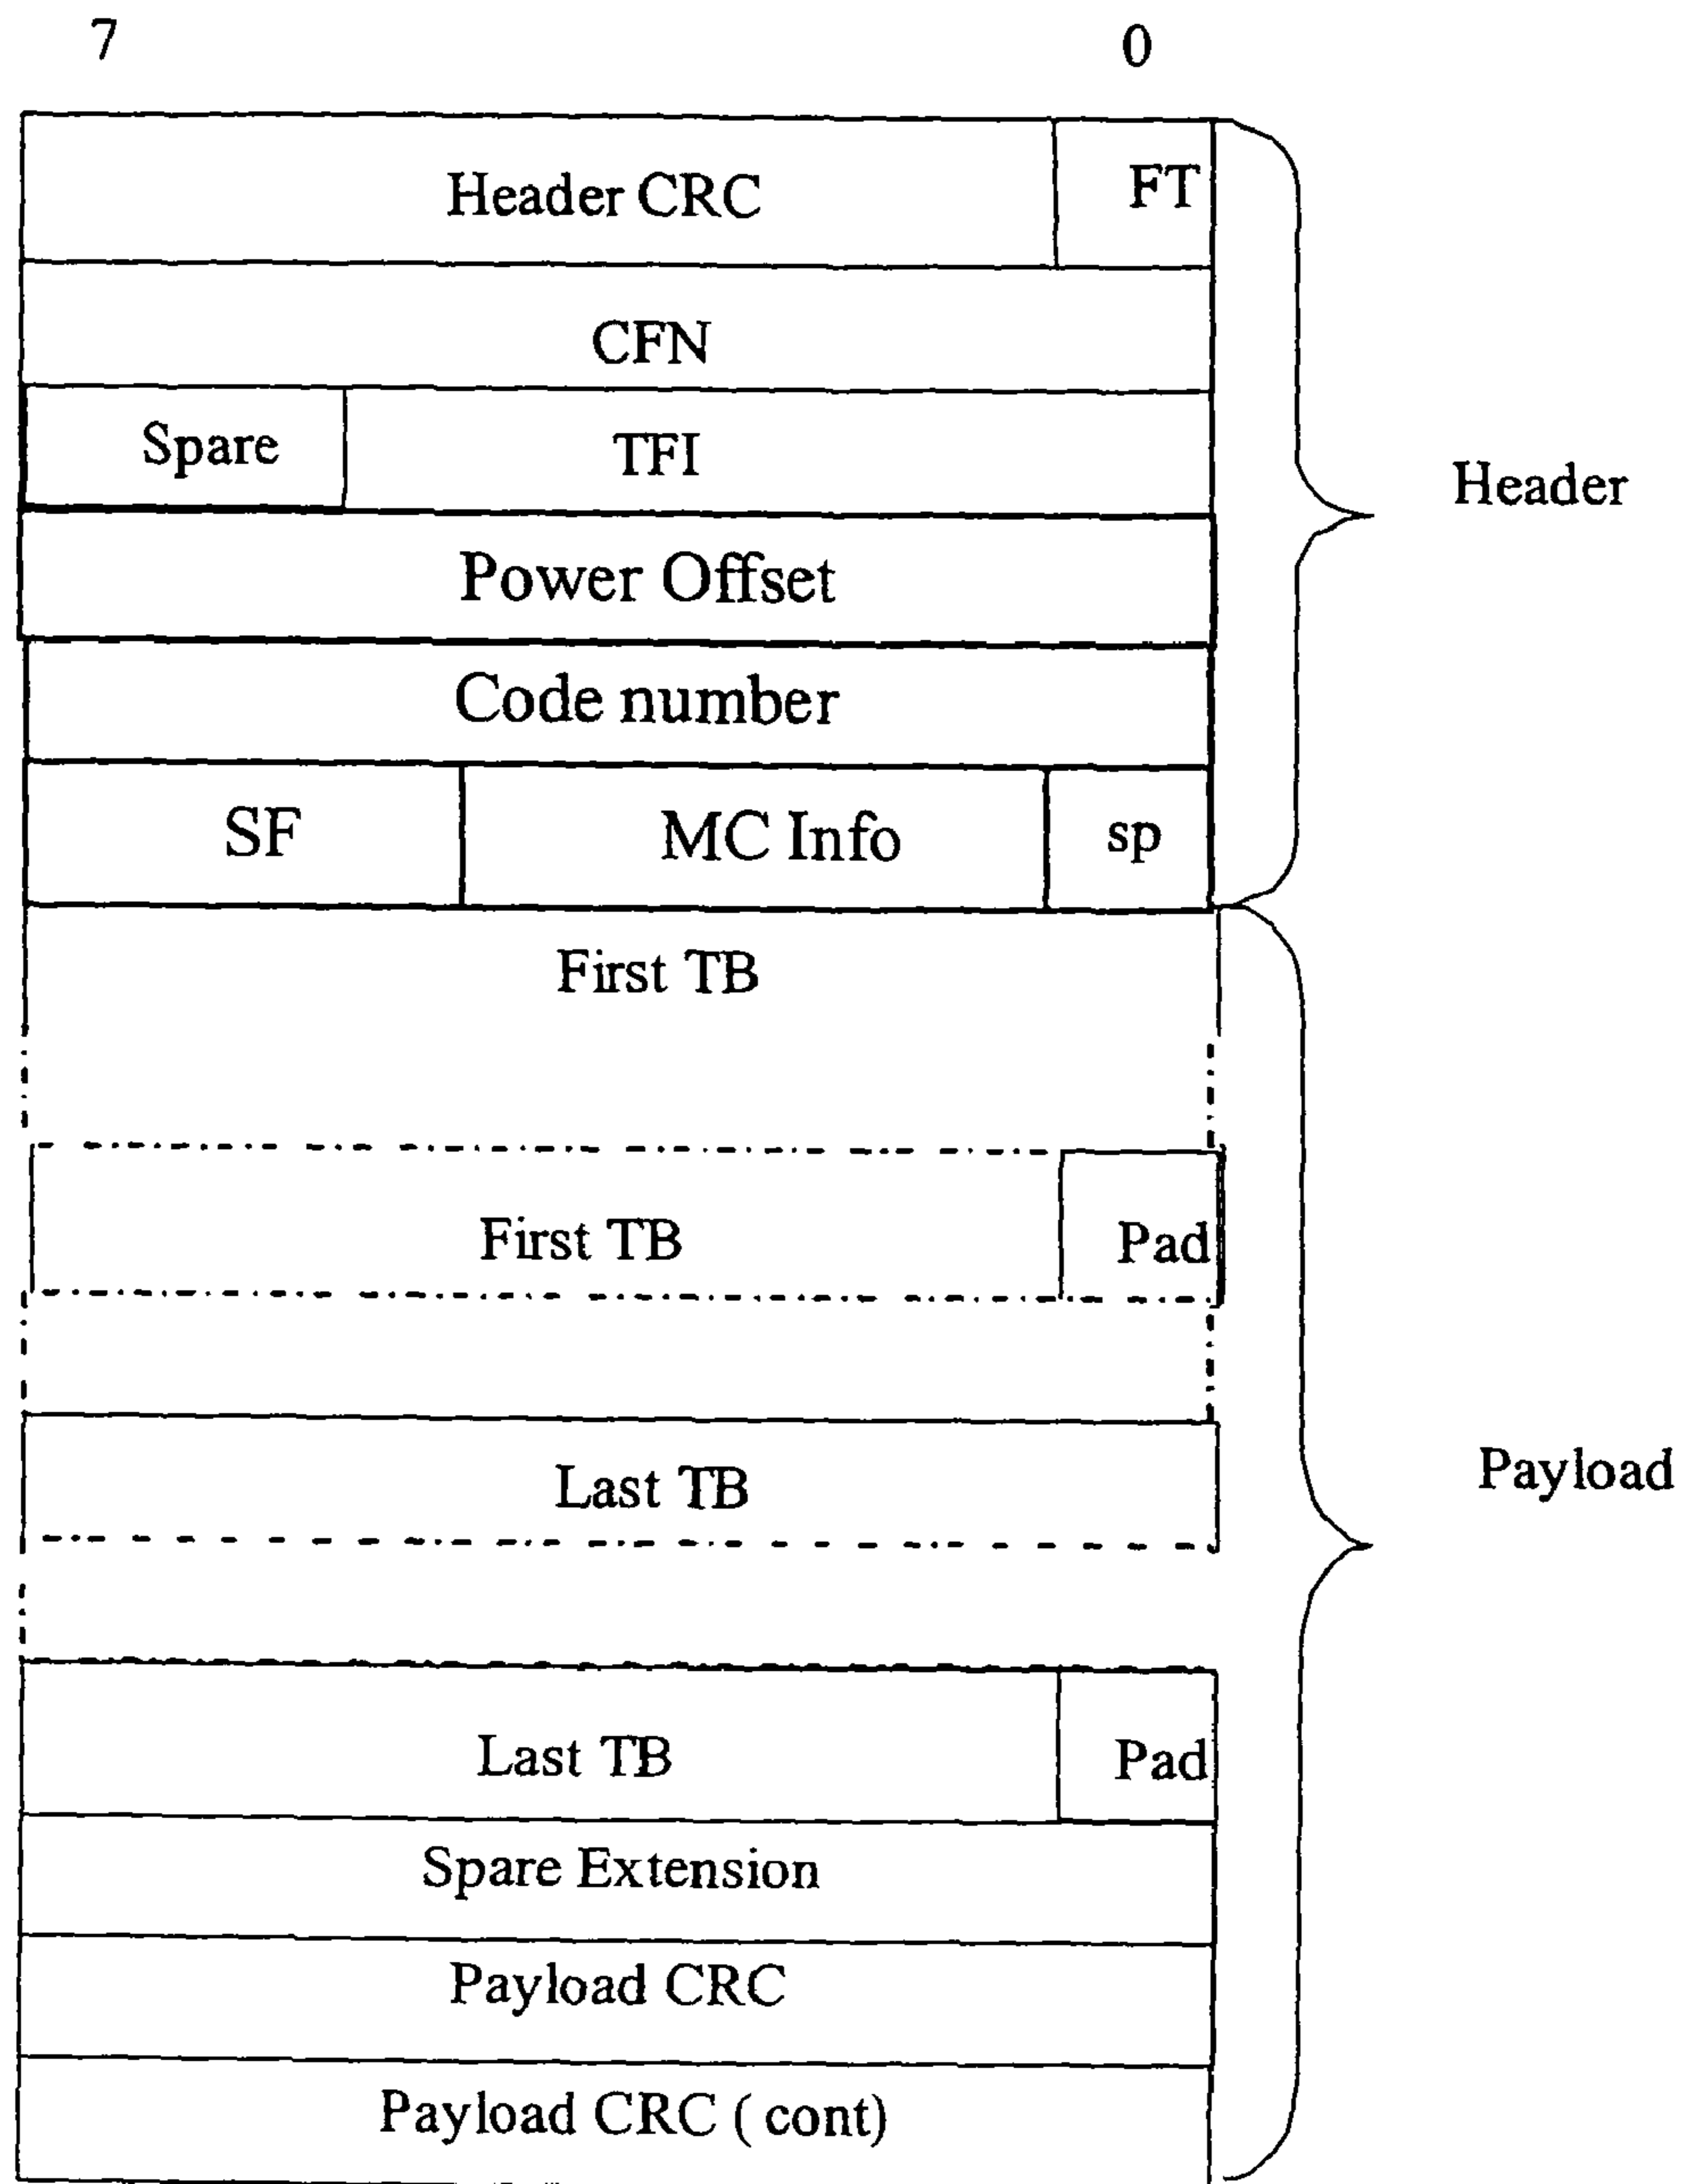 7 0
Header CRC FT
CFN
Spare TFI
Header
Power Offset
Code number
SF MC Info sp
First TB
First TB Pad
Last TB
Payload
Last TB Pad
Spare Extension
Payload CRC
Payload CRC ( cont)